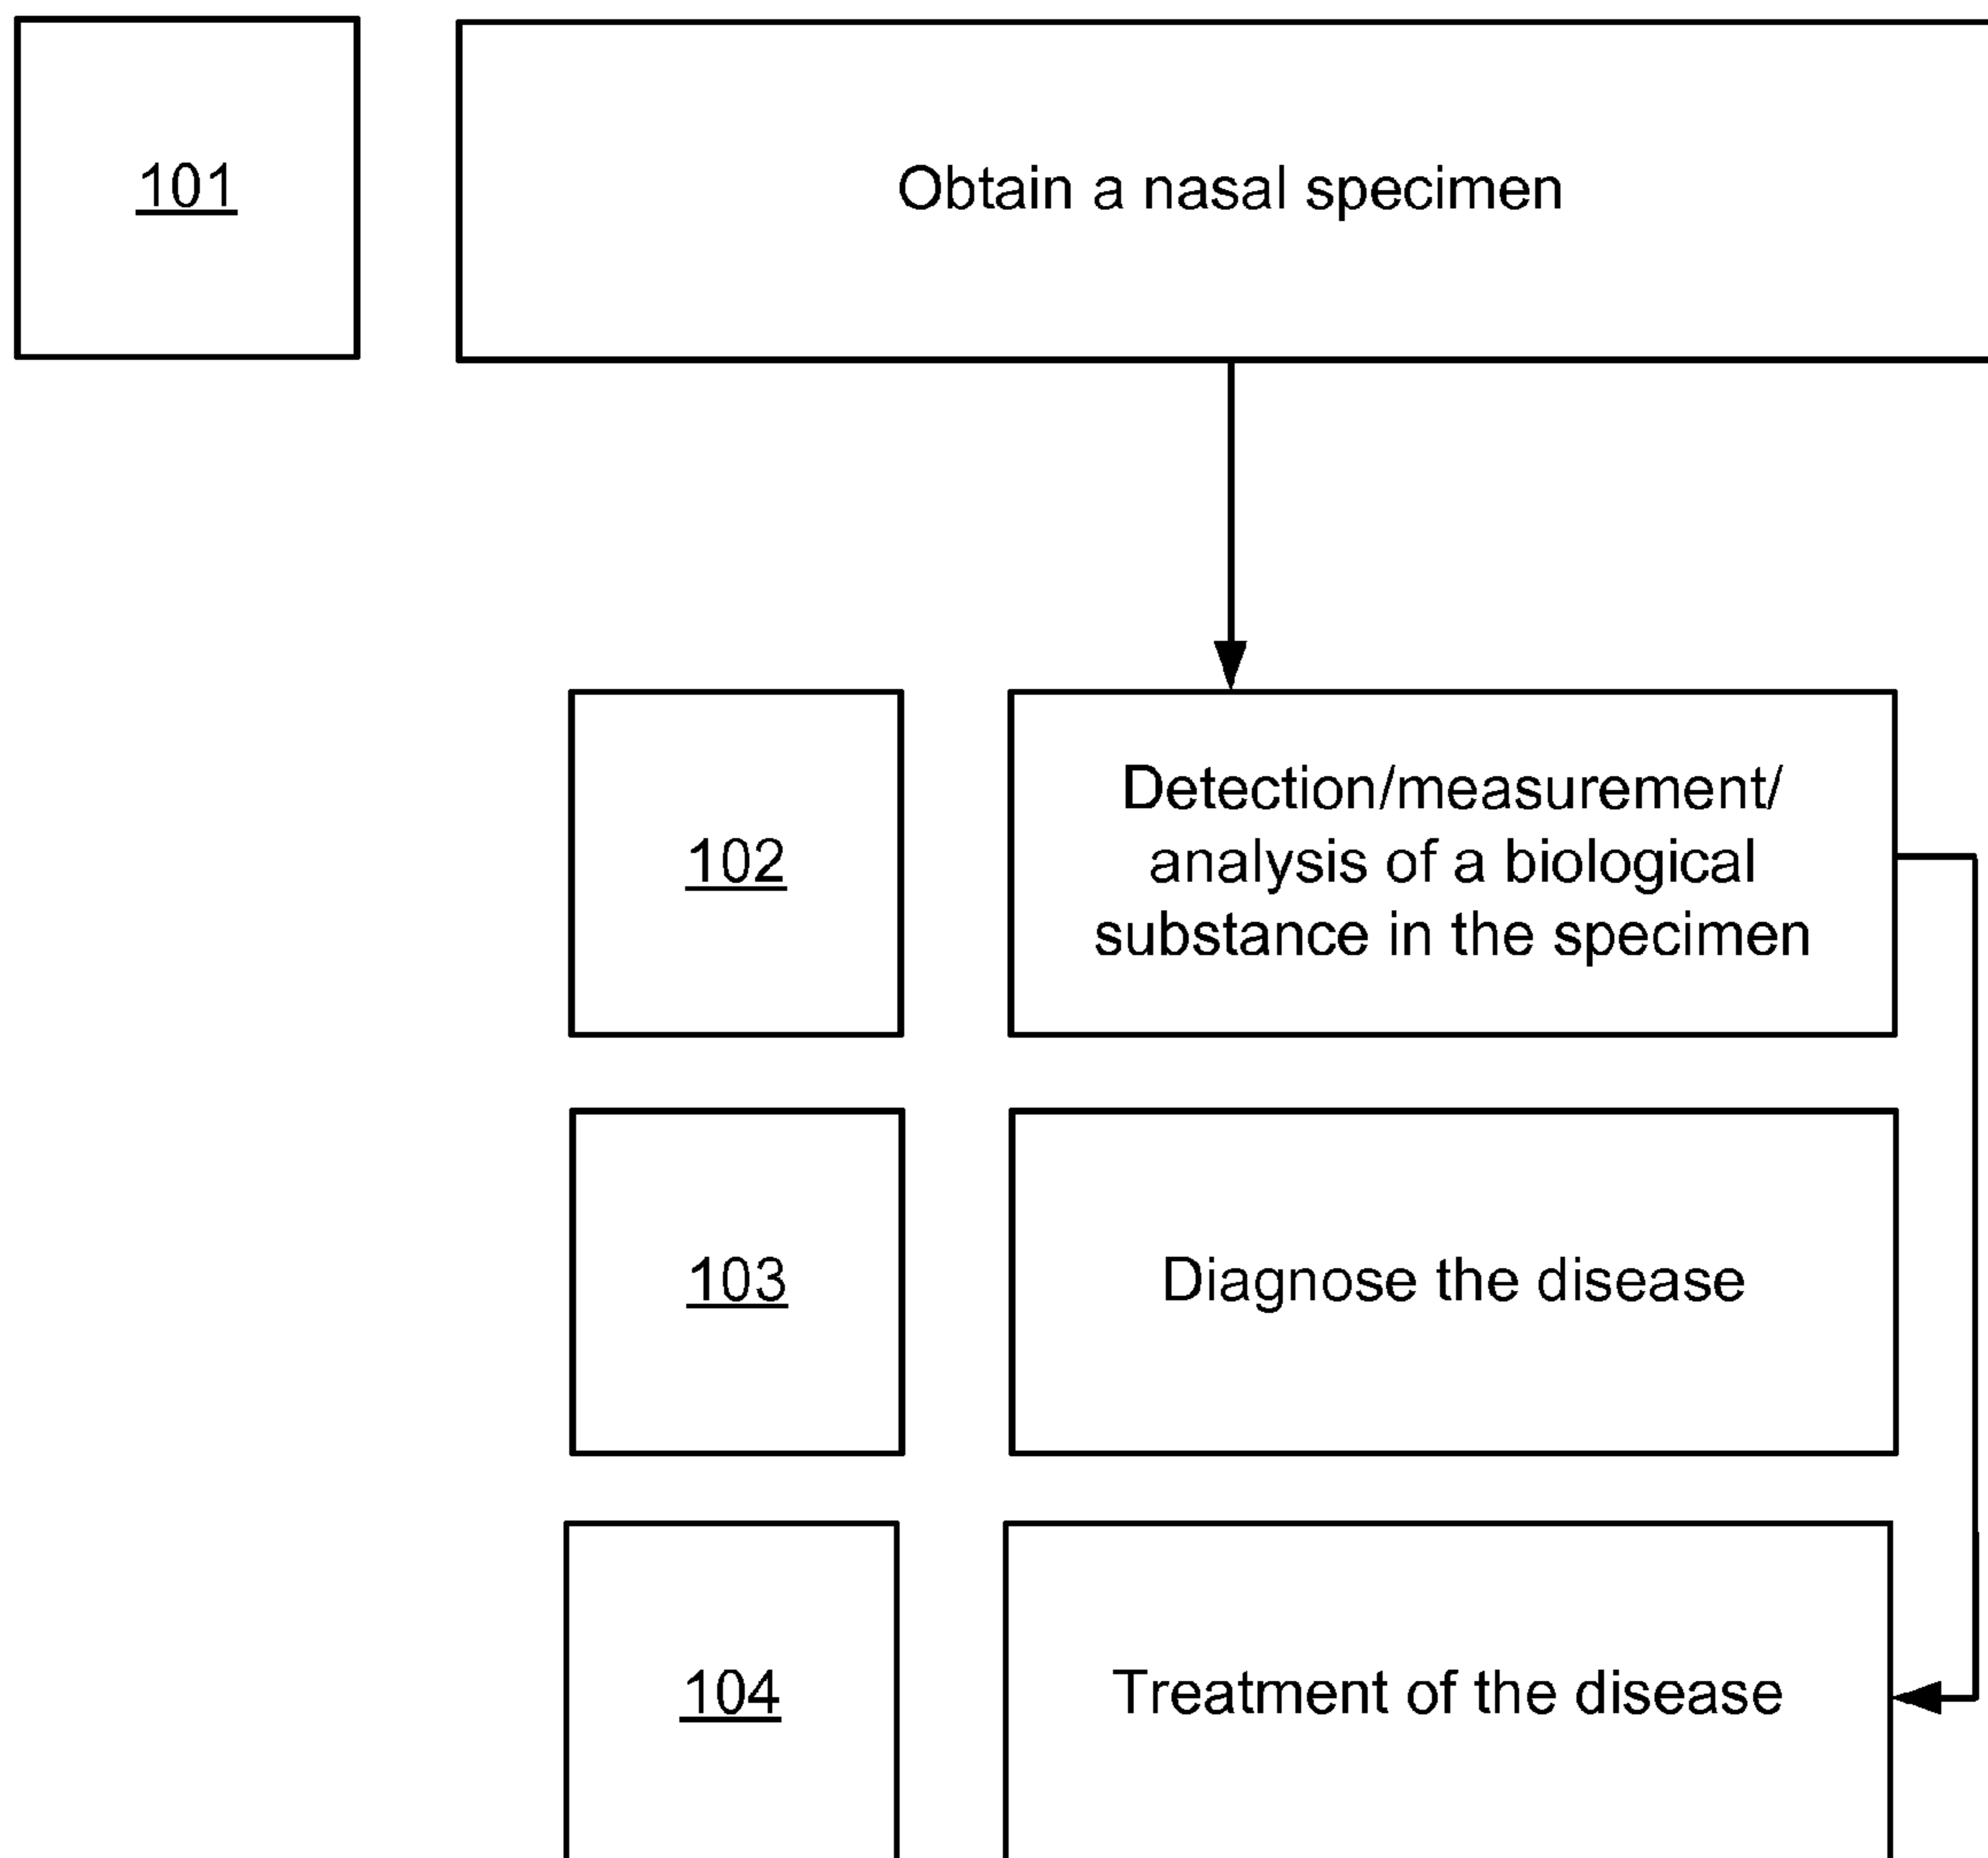 101
Obtain a nasal specimen
102
Detection/measurement/
analysis of a biological
substance in the specimen
103
Diagnose the disease
104
Treatment of the disease